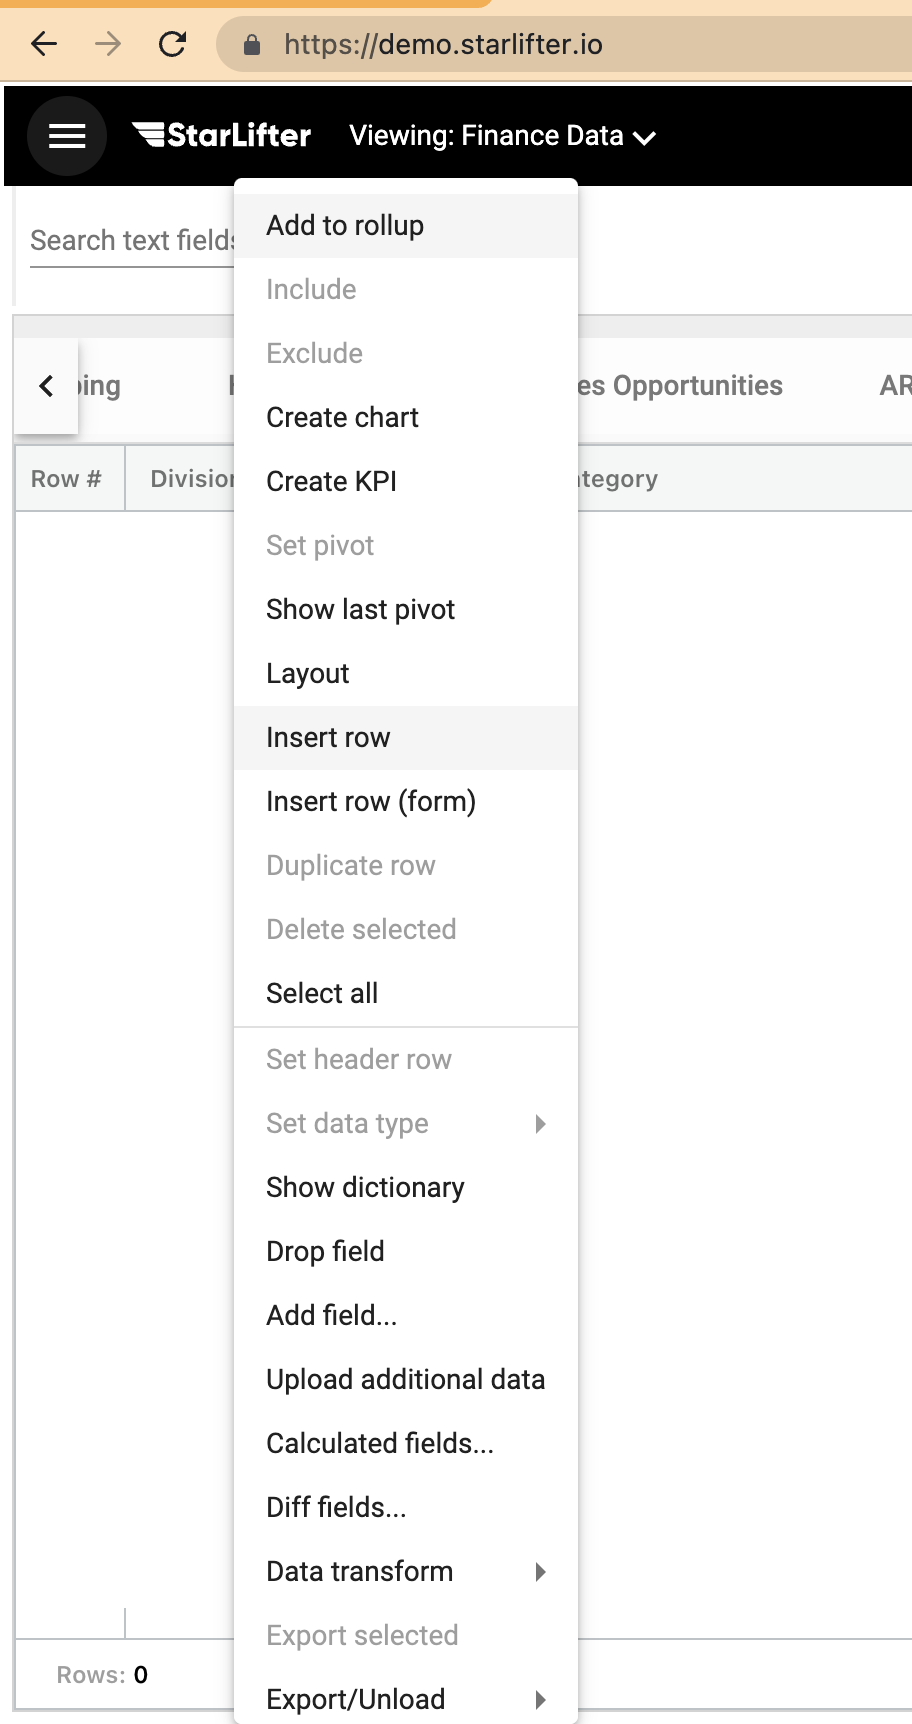 https://demo.starlifter.io
StarLifter Viewing: Finance Data
Search text fields
Add to rollup
Include
Exclude
ping
es Opportunities
AR
Create chart
Row #
Division
tegory
Create KPI
Set pivot
Show last pivot
Layout
Insert row
Insert row (form)
Duplicate row
Delete selected
Select all
Set header row
Set data type
Show dictionary
Drop field
Add field...
Upload additional data
Calculated fields...
Diff fields...
Data transform
Export selected
Rows: 0
Export/Unload